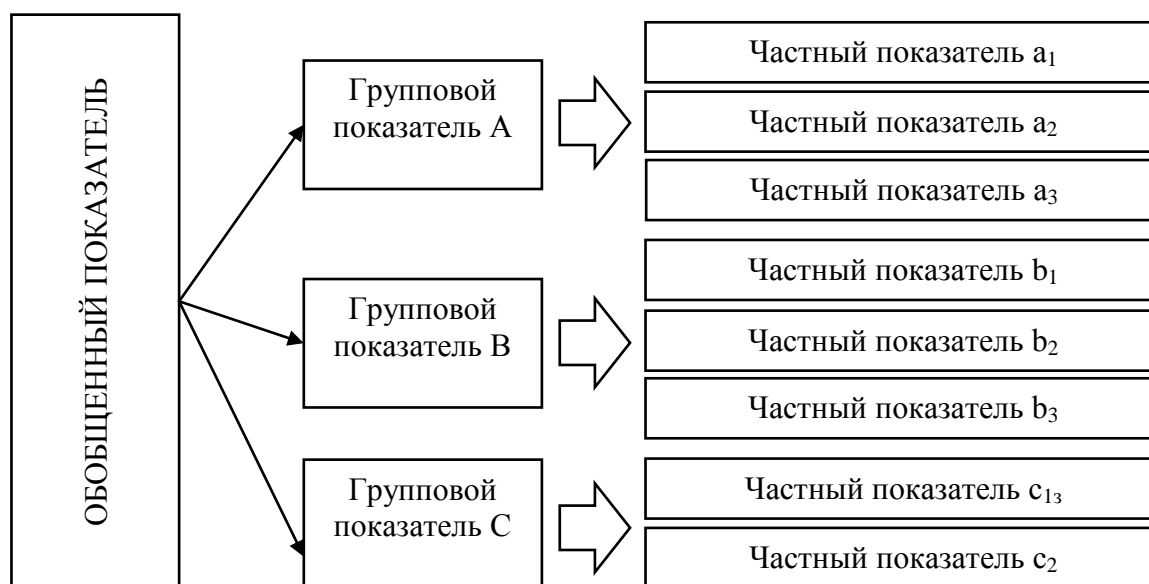 ОБОБЩЕННЫЙ ПОКАЗАТЕЛЬ
Групповой
показатель А
Частный показатель a₁
Частный показатель a₂
Частный показатель a₃
Групповой
показатель В
Частный показатель b₁
Частный показатель b₂
Частный показатель b₃
Групповой
показатель С
Частный показатель c₁₃
Частный показатель c₂